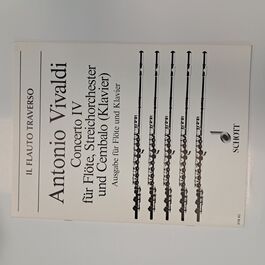 IL FLAUTO TRAVERSO
Antonio Vivaldi
Concerto IV
für Flöte, Streichorchester
und Cembalo (Klavier)
Ausgabe für Flöte und Klavier
SCHOTT